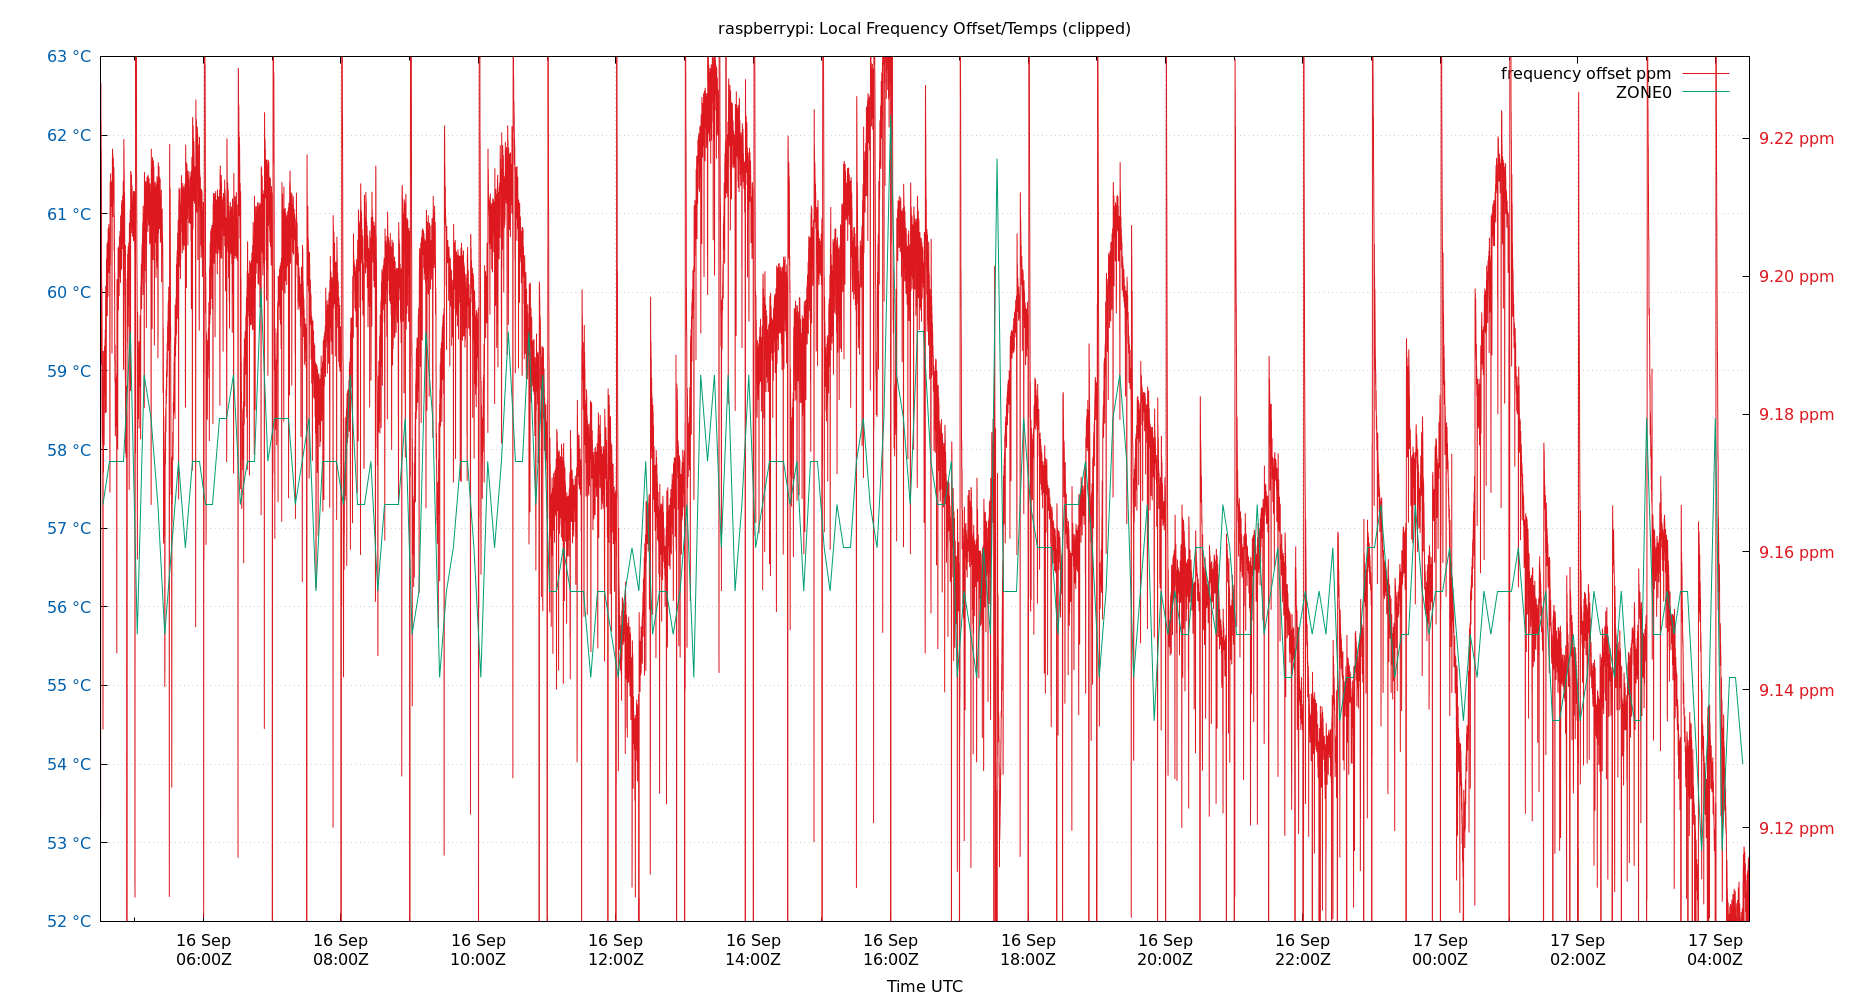 raspberrypi: Local Frequency Offset/Temps (clipped)
63 °C
62 °C
61 °C
60 °C
59 °C
58 °C
57 °C
56 °C
55 °C
54 °C
53 °C
52 °C
frequency offset ppm
ZONE0
9.22 ppm
9.20 ppm
9.18 ppm
9.16 ppm
9.14 ppm
9.12 ppm
16 Sep 16 Sep 16 Sep 16 Sep 16 Sep 16 Sep 16 Sep 16 Sep 16 Sep 17 Sep 17 Sep 17 Sep
06:00Z 08:00Z 10:00Z 12:00Z 14:00Z 16:00Z 18:00Z 20:00Z 22:00Z 00:00Z 02:00Z 04:00Z
Time UTC